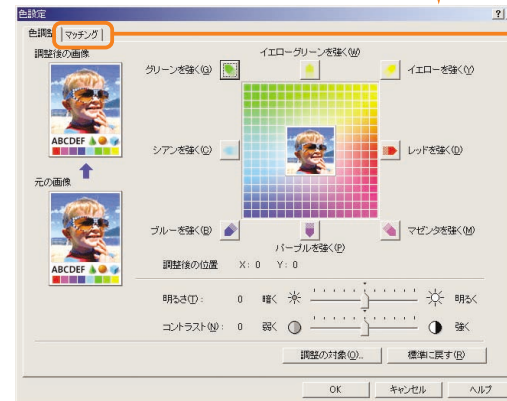 色設定
?
色調整 マッチング
調整後の画像
ABCDEF
元の画像
ABCDEF
イエローグリーンを強く(W)
グリーンを強く(G)
イエローを強く(Y)
シアンを強く(C)
レッドを強く(D)
ブルーを強く(B)
マゼンタを強く(M)
パープルを強く(P)
調整後の位置 X: 0 Y: 0
明るさ(T): 0 暗く 明るく
コントラスト(N): 0 弱く 強く
調整の対象(O)... 標準に戻す(R)
OK キャンセル ヘルプ